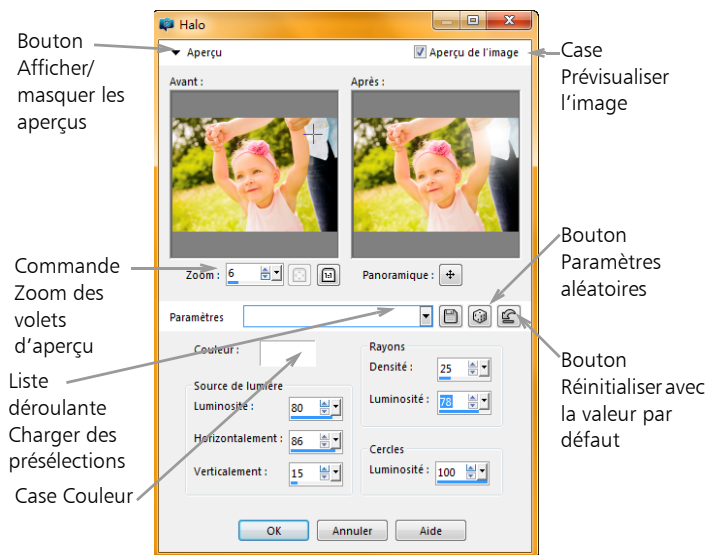 Halo
Bouton
Afficher/
masquer les
aperçus
Aperçu
Aperçu de l'image
Case
Prévisualiser
l'image
Avant :
Après :
Commande
Zoom des
volets
d'aperçu
Zoom :
6
1:1
Panoramique :
Bouton
Paramètres
aléatoires
Paramètres
Couleur :
Source de lumière
Luminosité :
80
Horizontalement :
86
Verticalement :
15
Rayons
Densité :
25
Luminosité :
78
Cercles
Luminosité :
100
Liste
déroulante
Charger des
présélections
Case Couleur
Bouton
Réinitialiser avec
la valeur par
défaut
OK
Annuler
Aide